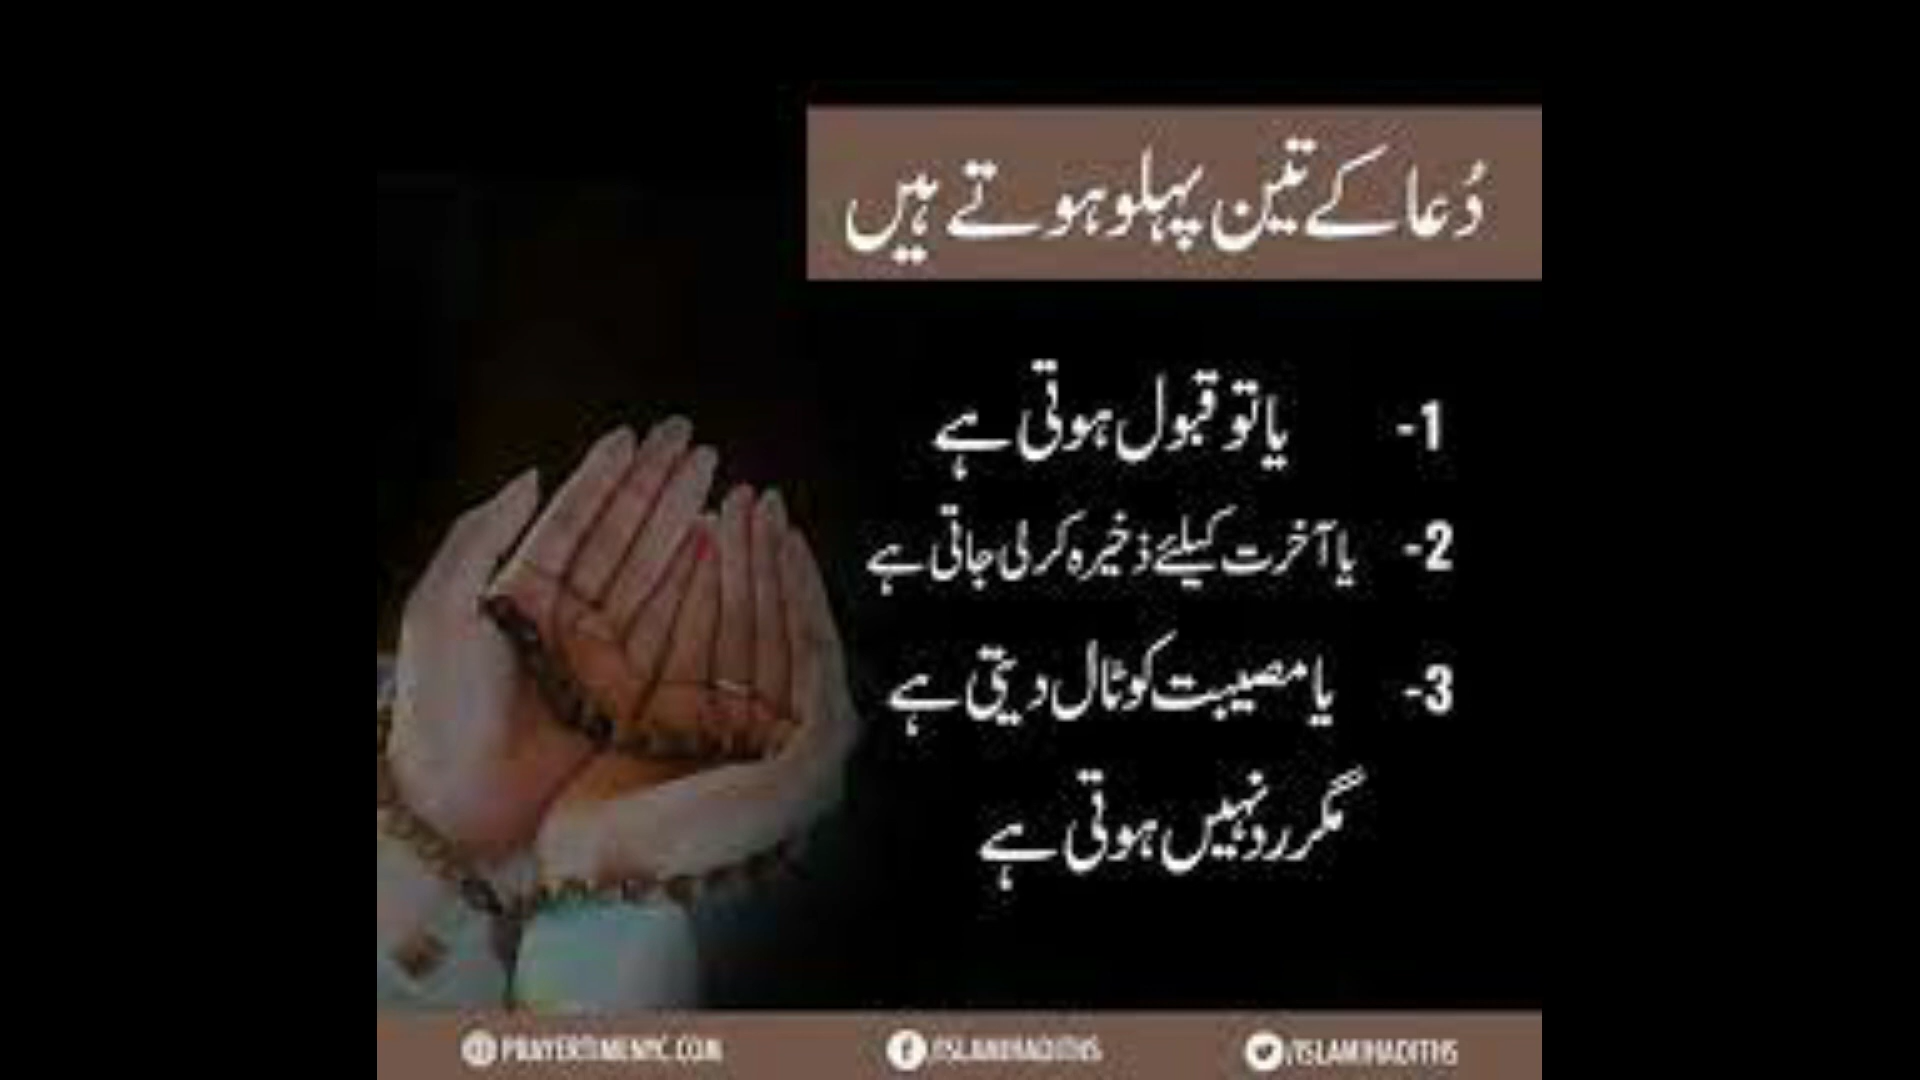 دُعا کے تین پہلو ہوتے ہیں
1- یا تو قبول ہوتی ہے
2- یا آخرت کیلئے ذخیرہ کر لی جاتی ہے
3- یا مصیبت کو ٹال دیتی ہے
مگر رد نہیں ہوتی ہے
PRAYERTIMENYC.COM /ISLAMIHADITHS /ISLAMIHADITHS